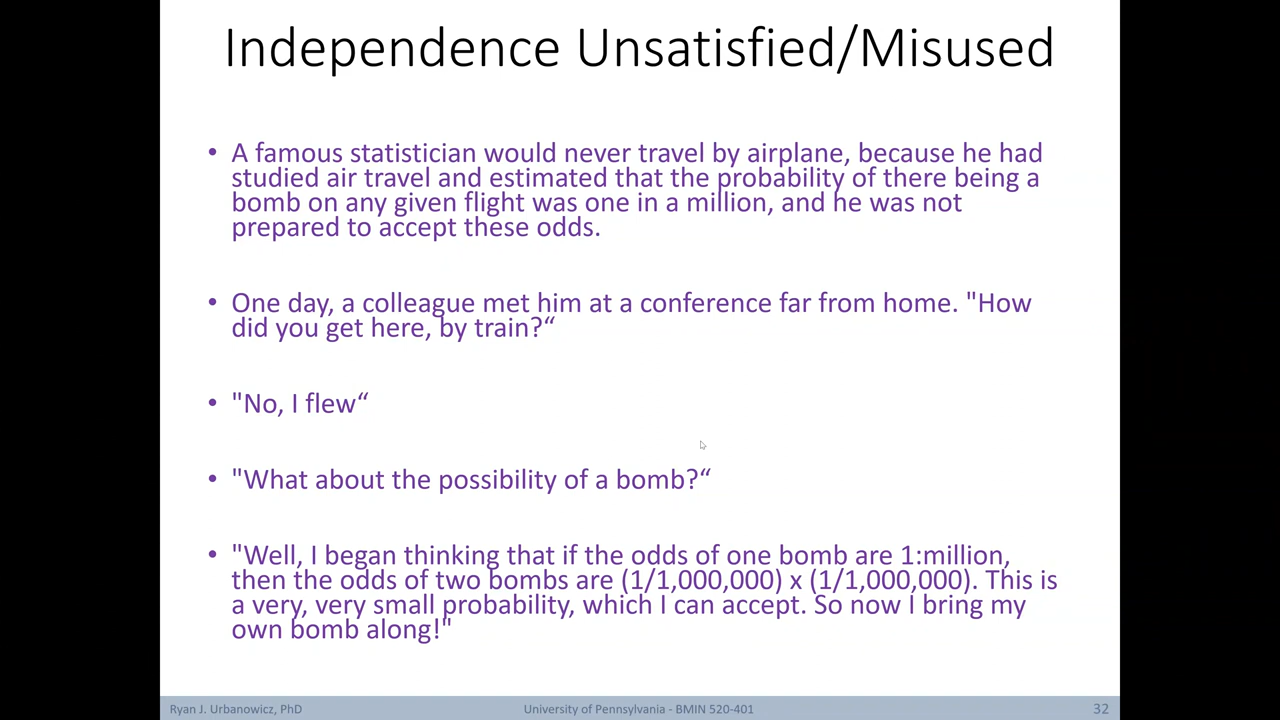 Independence Unsatisfied/Misused
• A famous statistician would never travel by airplane, because he had
studied air travel and estimated that the probability of there being a
bomb on any given flight was one in a million, and he was not
prepared to accept these odds.
• One day, a colleague met him at a conference far from home. "How
did you get here, by train?“
• "No, I flew“
• "What about the possibility of a bomb?“
• "Well, I began thinking that if the odds of one bomb are 1:million,
then the odds of two bombs are (1/1,000,000) x (1/1,000,000). This is
a very, very small probability, which I can accept. So now I bring my
own bomb along!"
Ryan J. Urbanowicz, PhD
University of Pennsylvania - BMIN 520-401
32